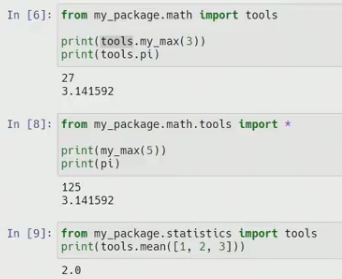 In [6]: from my_package.math import tools
print(tools.my_max(3))
print(tools.pi)
27
3.141592
In [8]: from my_package.math.tools import *
print(my_max(5))
print(pi)
125
3.141592
In [9]: from my_package.statistics import tools
print(tools.mean([1, 2, 3]))
2.0